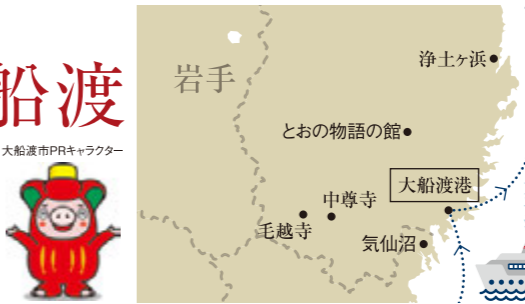 船渡
大船渡市PRキャラクター
岩手
浄土ヶ浜
とおの物語の館
大船渡港
中尊寺
毛越寺
気仙沼